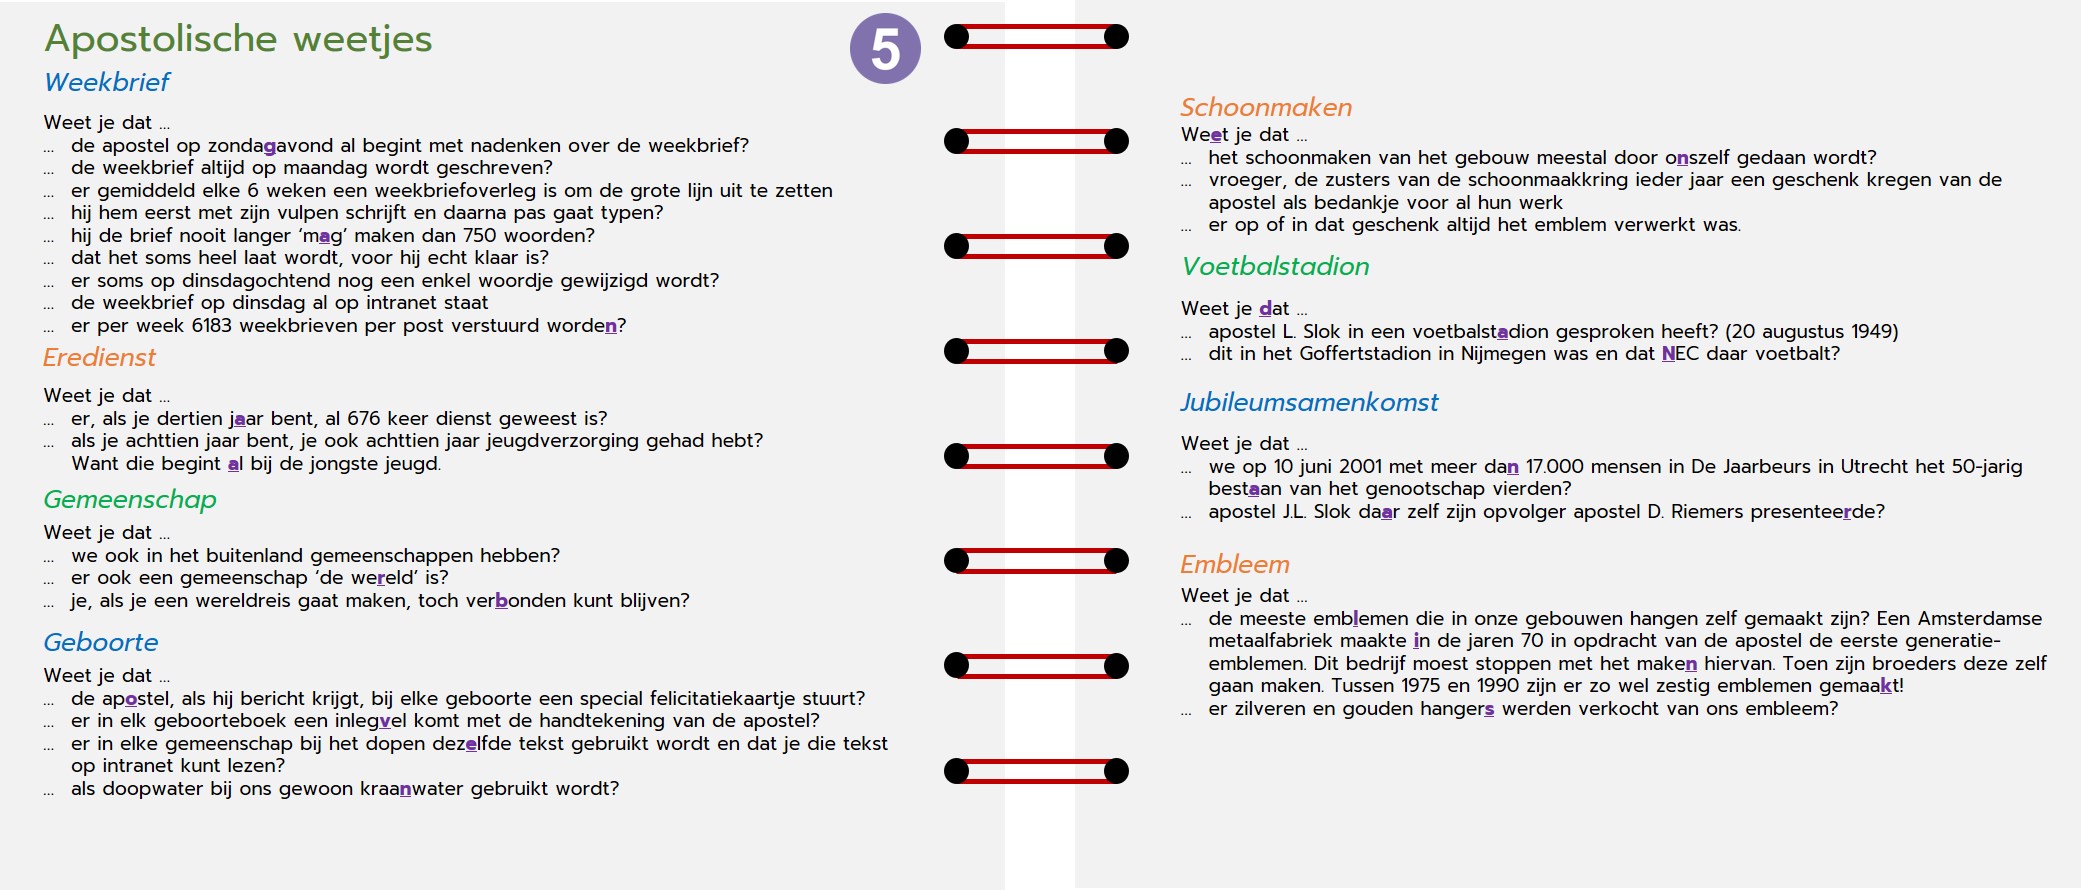 Apostolische weetjes
5
Weekbrief
Weet je dat ...
... de apostel op zondagavond al begint met nadenken over de weekbrief?
... de weekbrief altijd op maandag wordt geschreven?
... er gemiddeld elke 6 weken een weekbriefoverleg is om de grote lijn uit te zetten
... hij hem eerst met zijn vulpen schrijft en daarna pas gaat typen?
... hij de brief nooit langer ‘mag’ maken dan 750 woorden?
... dat het soms heel laat wordt, voor hij echt klaar is?
... er soms op dinsdagochtend nog een enkel woordje gewijzigd wordt?
... de weekbrief op dinsdag al op intranet staat
... er per week 6183 weekbrieven per post verstuurd worden?
Eredienst
Weet je dat ...
... er, als je dertien jaar bent, al 676 keer dienst geweest is?
... als je achttien jaar bent, je ook achttien jaar jeugdverzorging gehad hebt?
Want die begint al bij de jongste jeugd.
Gemeenschap
Weet je dat ...
... we ook in het buitenland gemeenschappen hebben?
... er ook een gemeenschap ‘de wereld’ is?
... je, als je een wereldreis gaat maken, toch verbonden kunt blijven?
Geboorte
Weet je dat ...
... de apostel, als hij bericht krijgt, bij elke geboorte een special felicitatiekaartje stuurt?
... er in elk geboorteboek een inlegvel komt met de handtekening van de apostel?
... er in elke gemeenschap bij het dopen dezelfde tekst gebruikt wordt en dat je die tekst
op intranet kunt lezen?
... als doopwater bij ons gewoon kraanwater gebruikt wordt?
Schoonmaken
Weet je dat ...
... het schoonmaken van het gebouw meestal door onszelf gedaan wordt?
... vroeger, de zusters van de schoonmaakkring ieder jaar een geschenk kregen van de
apostel als bedankje voor al hun werk
... er op of in dat geschenk altijd het emblem verwerkt was.
Voetbalstadion
Weet je dat ...
... apostel L. Slok in een voetbalstadion gesproken heeft? (20 augustus 1949)
... dit in het Goffertstadion in Nijmegen was en dat NEC daar voetbalt?
Jubileumsamenkomst
Weet je dat ...
... we op 10 juni 2001 met meer dan 17.000 mensen in De Jaarbeurs in Utrecht het 50-jarig
bestaan van het genootschap vierden?
... apostel J.L. Slok daar zelf zijn opvolger apostel D. Riemers presenteerde?
Embleem
Weet je dat ...
... de meeste emblemen die in onze gebouwen hangen zelf gemaakt zijn? Een Amsterdamse
metaalfabriek maakte in de jaren 70 in opdracht van de apostel de eerste generatie-
emblemen. Dit bedrijf moest stoppen met het maken hiervan. Toen zijn broeders deze zelf
gaan maken. Tussen 1975 en 1990 zijn er zo wel zestig emblemen gemaakt!
... er zilveren en gouden hangers werden verkocht van ons embleem?